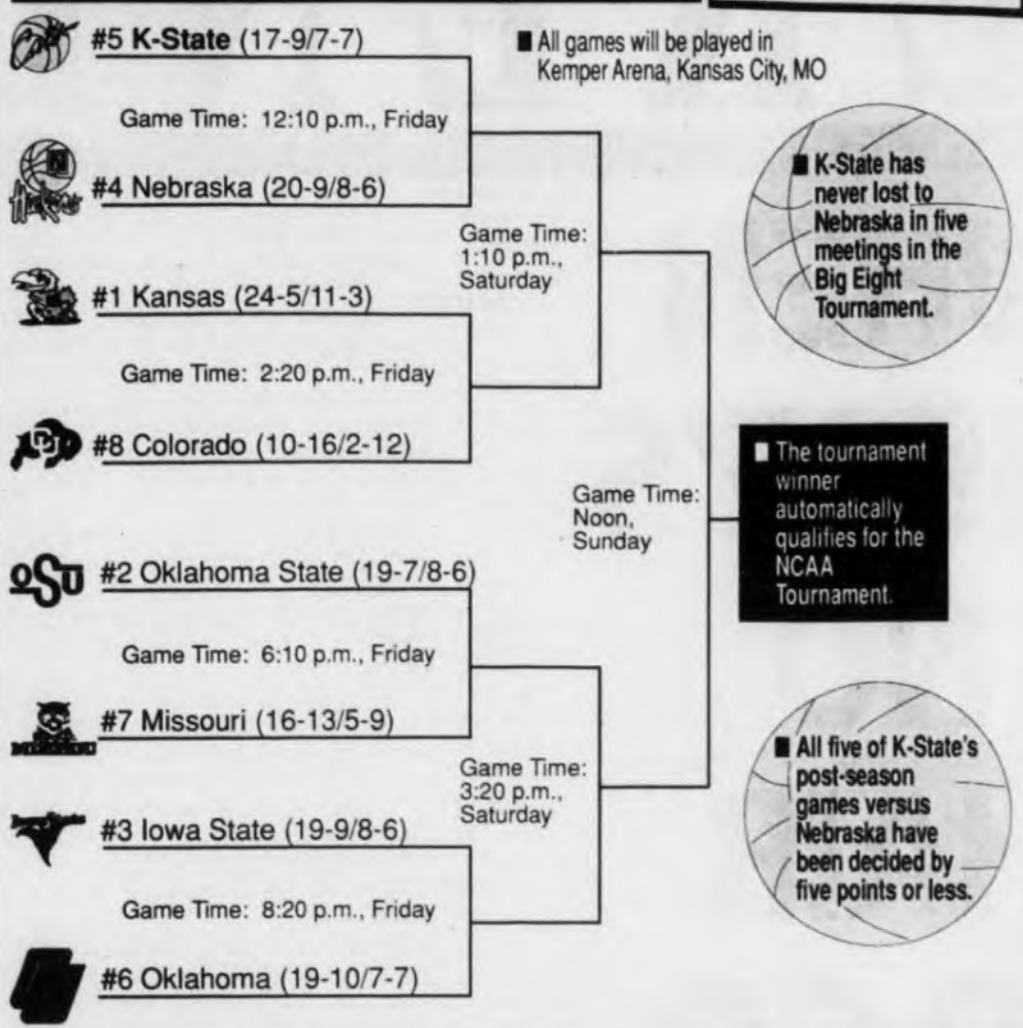 #5 K-State (17-9/7-7)
■ All games will be played in
Kemper Arena, Kansas City, MO
Game Time: 12:10 p.m., Friday
Huskers
#4 Nebraska (20-9/8-6)
Game Time:
1:10 p.m.,
Saturday
#1 Kansas (24-5/11-3)
Game Time: 2:20 p.m., Friday
CU
#8 Colorado (10-16/2-12)
■ K-State has
never lost to
Nebraska in five
meetings in the
Big Eight
Tournament.
Game Time:
Noon,
Sunday
■ The tournament
winner
automatically
qualifies for the
NCAA
Tournament.
OSU
#2 Oklahoma State (19-7/8-6)
Game Time: 6:10 p.m., Friday
#7 Missouri (16-13/5-9)
Game Time:
3:20 p.m.,
Saturday
#3 Iowa State (19-9/8-6)
Game Time: 8:20 p.m., Friday
#6 Oklahoma (19-10/7-7)
■ All five of K-State's
post-season
games versus
Nebraska have
been decided by
five points or less.